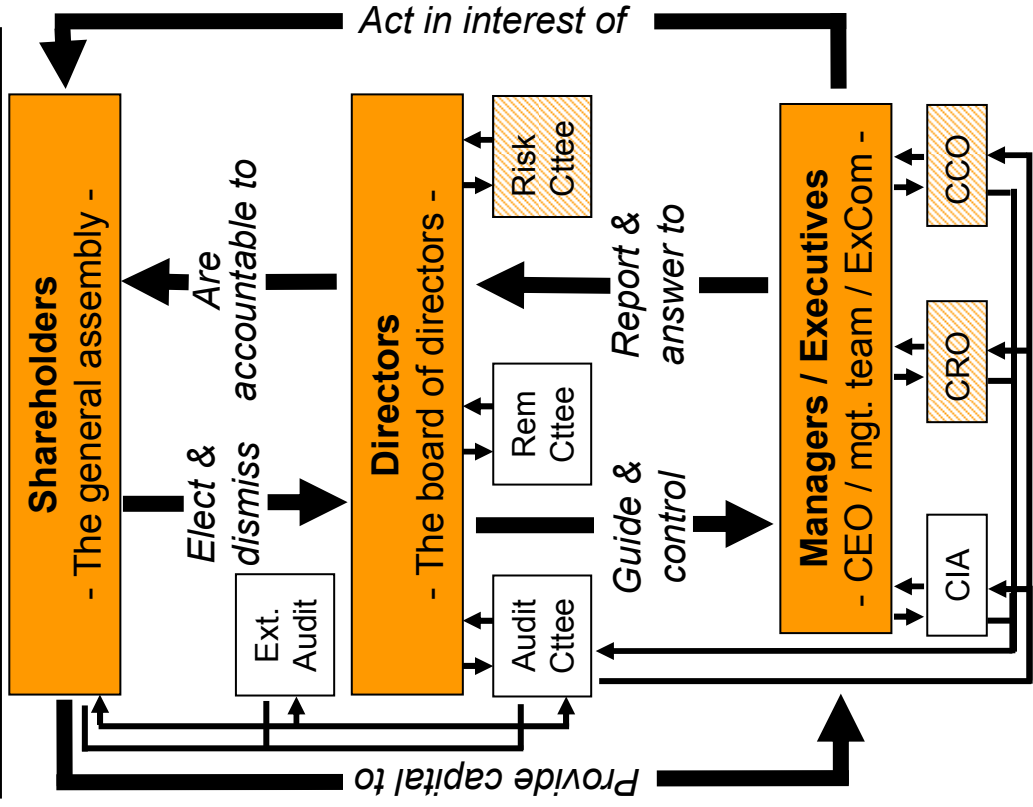 Act in interest of
Shareholders
- The general assembly -
Elect &
dismiss
Are
accountable to
Ext.
Audit
Directors
- The board of directors -
Audit
Cttee
Rem
Cttee
Risk
Cttee
Guide &
control
Report &
answer to
Managers / Executives
- CEO / mgt. team / ExCom -
CIA
CRO
CCO
Provide capital to